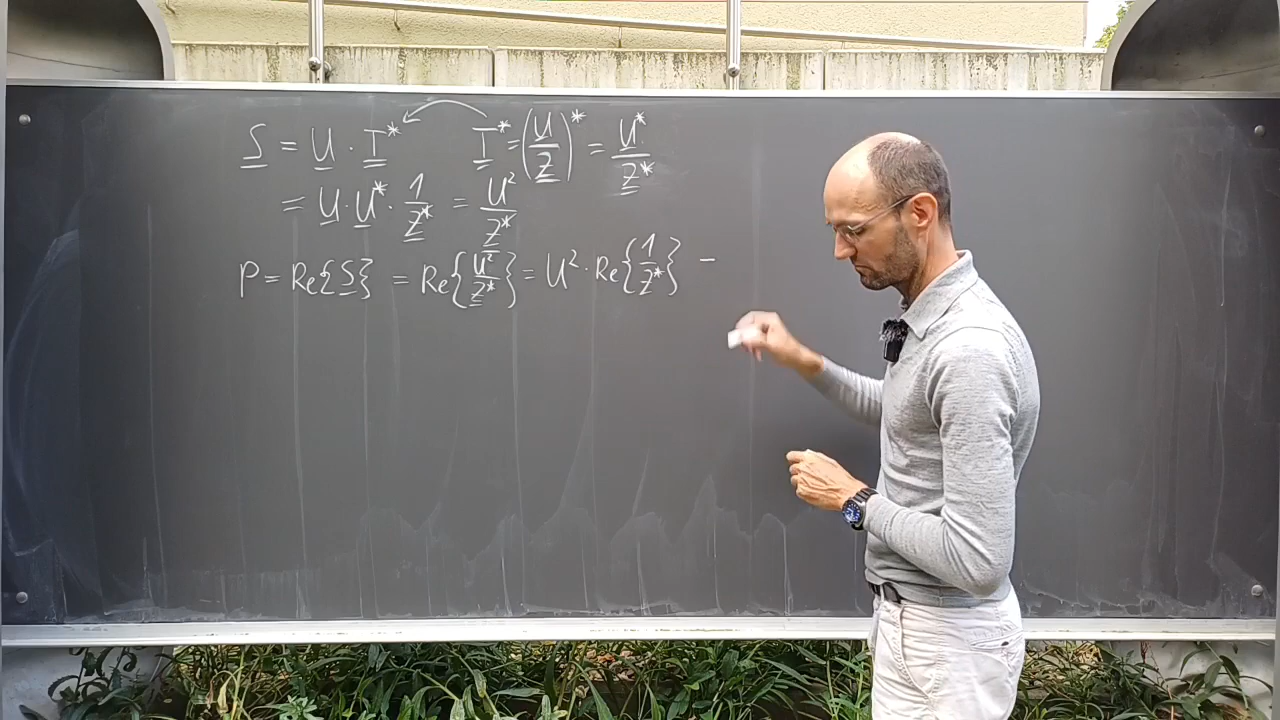 S = U · I* I* = (U/Z)* = U*/Z*
= U · U* · 1/Z* = U²/Z*
P = Re{S} = Re{U²/Z*} = U² · Re{1/Z*} –